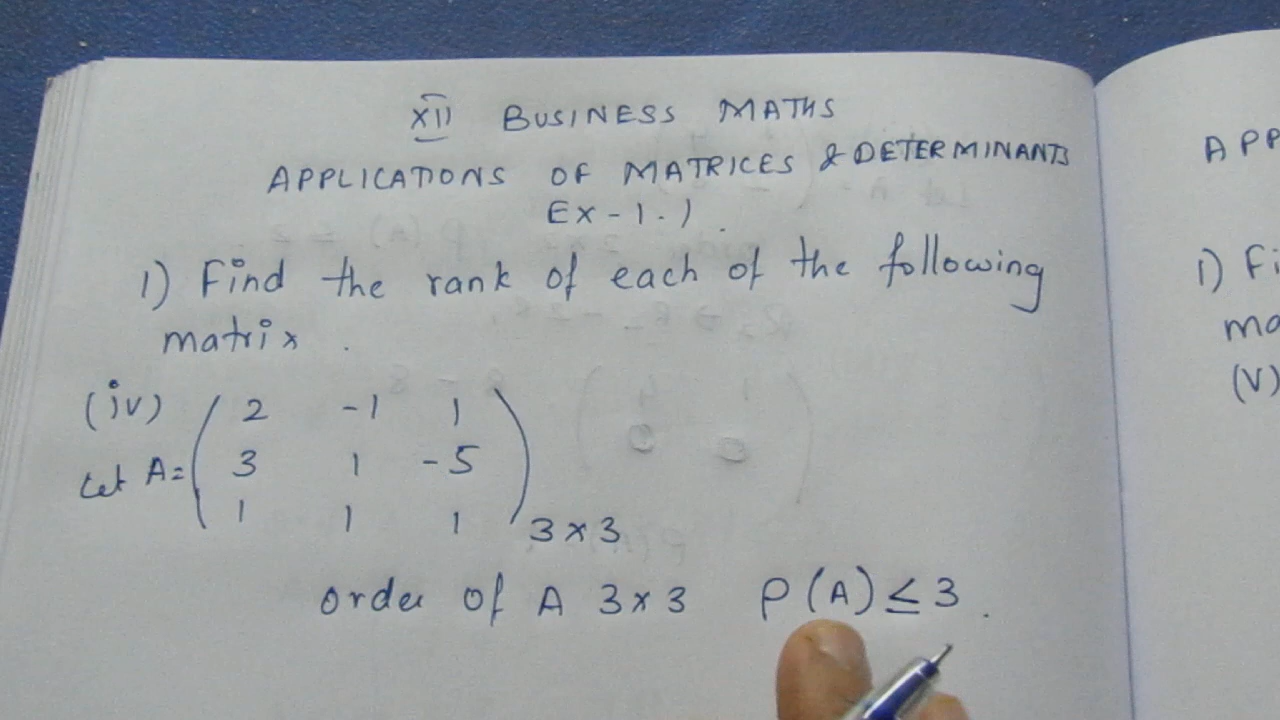 XII BUSINESS MATHS
APPLICATIONS OF MATRICES & DETERMINANTS
EX-1.1.
1) Find the rank of each of the following
matrix.
(iv)
Let A = ( 2 -1 1
3 1 -5
1 1 1 ) 3×3
order of A 3×3 ρ(A) ≤ 3.
APP
1) Fi
ma
(V)